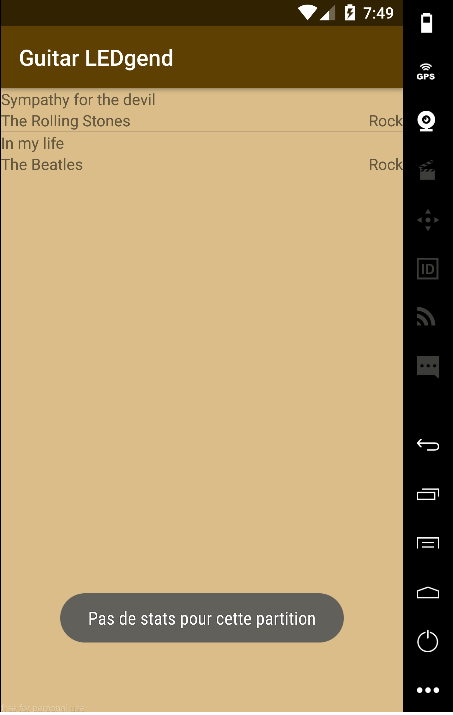 7:49
GPS
Guitar LEDgend
Sympathy for the devil
The Rolling Stones Rock
In my life
The Beatles Rock
ID
Pas de stats pour cette partition